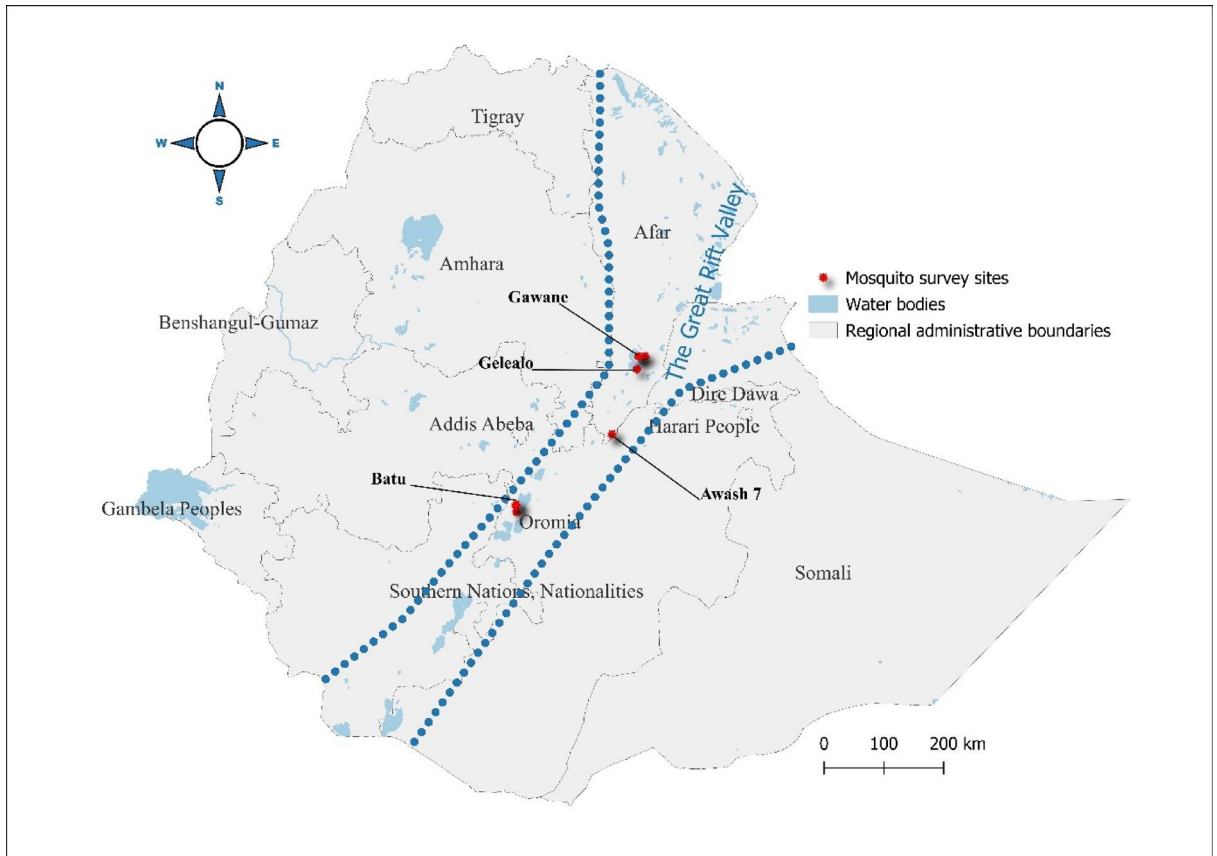 N
W E
S
Tigray
Afar
Amhara
The Great Rift Valley
Mosquito survey sites
Water bodies
Regional administrative boundaries
Gawane
Benshangul-Gumaz
Gelealo
Dire Dawa
Addis Abeba
Harari People
Batu
Awash 7
Gambela Peoples
Oromia
Somali
Southern Nations, Nationalities
0 100 200 km